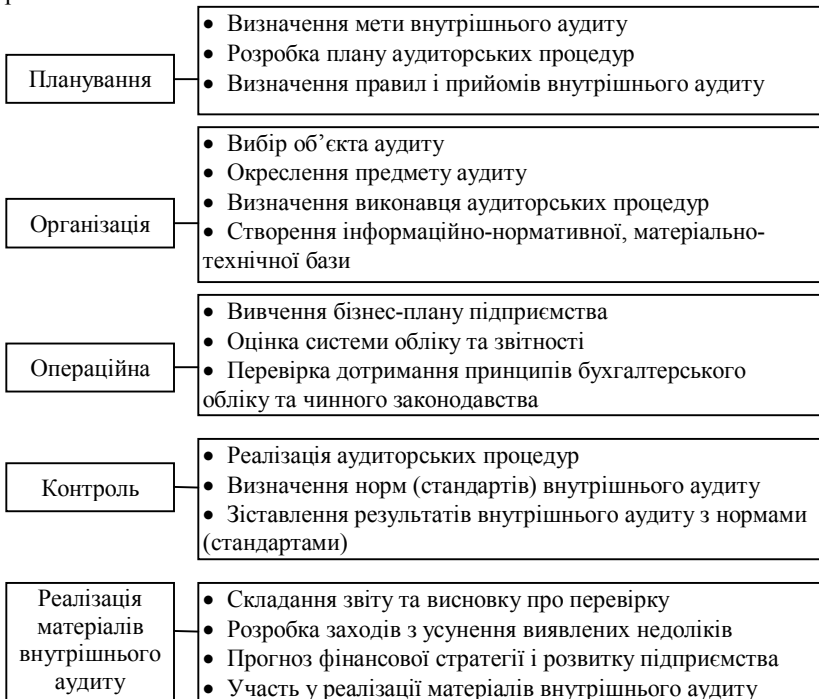 • Визначення мети внутрішнього аудиту
• Розробка плану аудиторських процедур
• Визначення правил і прийомів внутрішнього аудиту
Планування
• Вибір об’єкта аудиту
• Окреслення предмету аудиту
• Визначення виконавця аудиторських процедур
• Створення інформаційно-нормативної, матеріально-
технічної бази
Організація
• Вивчення бізнес-плану підприємства
• Оцінка системи обліку та звітності
• Перевірка дотримання принципів бухгалтерського
обліку та чинного законодавства
Операційна
• Реалізація аудиторських процедур
• Визначення норм (стандартів) внутрішнього аудиту
• Зіставлення результатів внутрішнього аудиту з нормами
(стандартами)
Контроль
Реалізація
матеріалів
внутрішнього
аудиту
• Складання звіту та висновку про перевірку
• Розробка заходів з усунення виявлених недоліків
• Прогноз фінансової стратегії і розвитку підприємства
• Участь у реалізації матеріалів внутрішнього аудиту